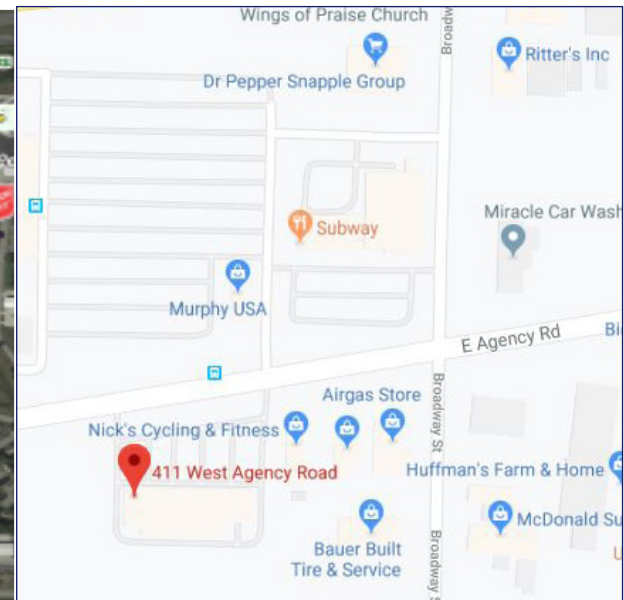 Wings of Praise Church
Dr Pepper Snapple Group
Broadw
Ritter's Inc
Subway
Miracle Car Wash
Murphy USA
E Agency Rd
Airgas Store
Broadway St
Nick's Cycling & Fitness
411 West Agency Road
Huffman's Farm & Home
McDonald Su
Bauer Built
Tire & Service
Broadway S